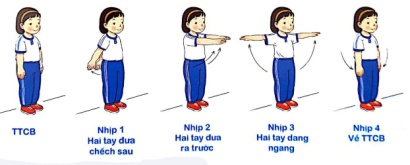 TTCB
Nhịp 1
Hai tay đưa
chếch sau
Nhịp 2
Hai tay đưa
ra trước
Nhịp 3
Hai tay dang
ngang
Nhịp 4
Về TTCB